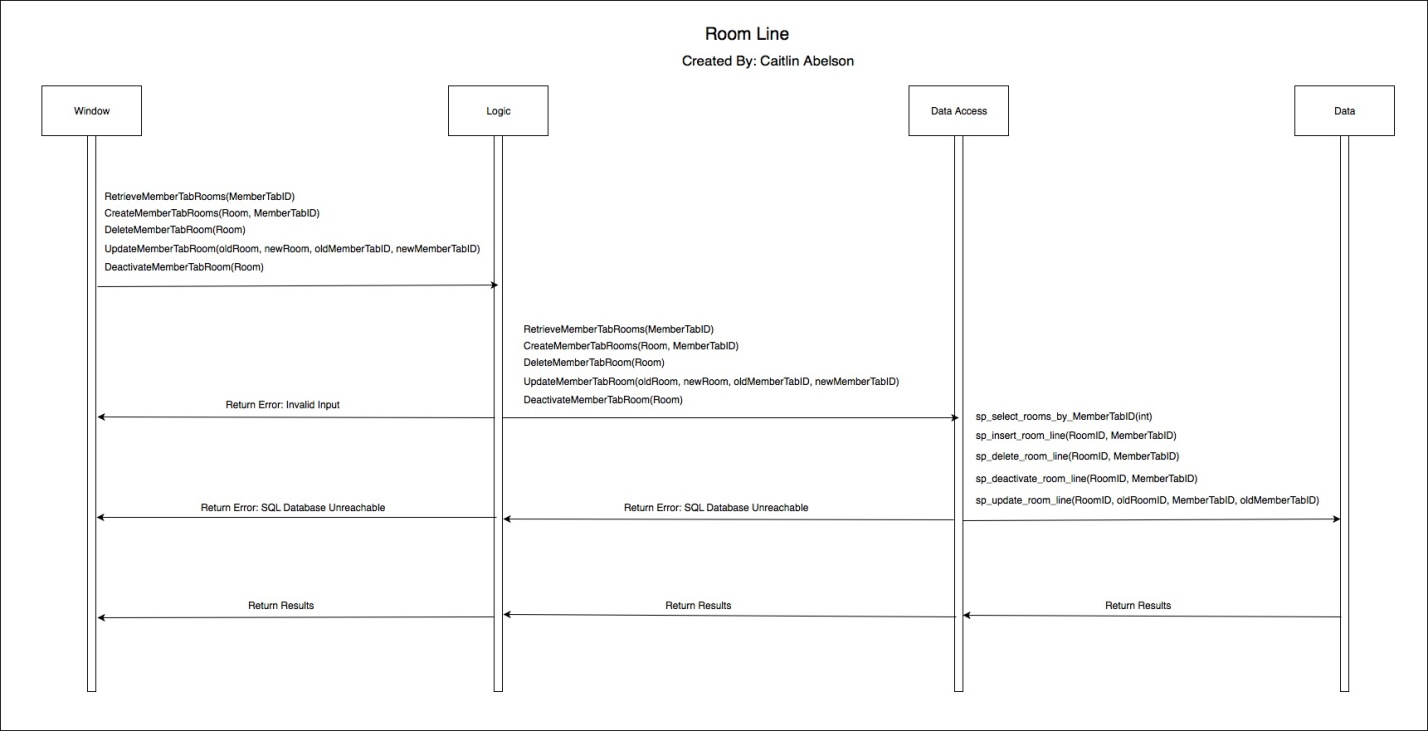 Room Line
Created By: Caitlin Abelson
Window
Logic
Data Access
Data
RetrieveMemberTabRooms(MemberTabID)
CreateMemberTabRooms(Room, MemberTabID)
DeleteMemberTabRoom(Room)
UpdateMemberTabRoom(oldRoom, newRoom, oldMemberTabID, newMemberTabID)
DeactivateMemberTabRoom(Room)
RetrieveMemberTabRooms(MemberTabID)
CreateMemberTabRooms(Room, MemberTabID)
DeleteMemberTabRoom(Room)
UpdateMemberTabRoom(oldRoom, newRoom, oldMemberTabID, newMemberTabID)
DeactivateMemberTabRoom(Room)
Return Error: Invalid Input
sp_select_rooms_by_MemberTabID(int)
sp_insert_room_line(RoomID, MemberTabID)
sp_delete_room_line(RoomID, MemberTabID)
sp_deactivate_room_line(RoomID, MemberTabID)
sp_update_room_line(RoomID, oldRoomID, MemberTabID, oldMemberTabID)
Return Error: SQL Database Unreachable
Return Error: SQL Database Unreachable
Return Results
Return Results
Return Results